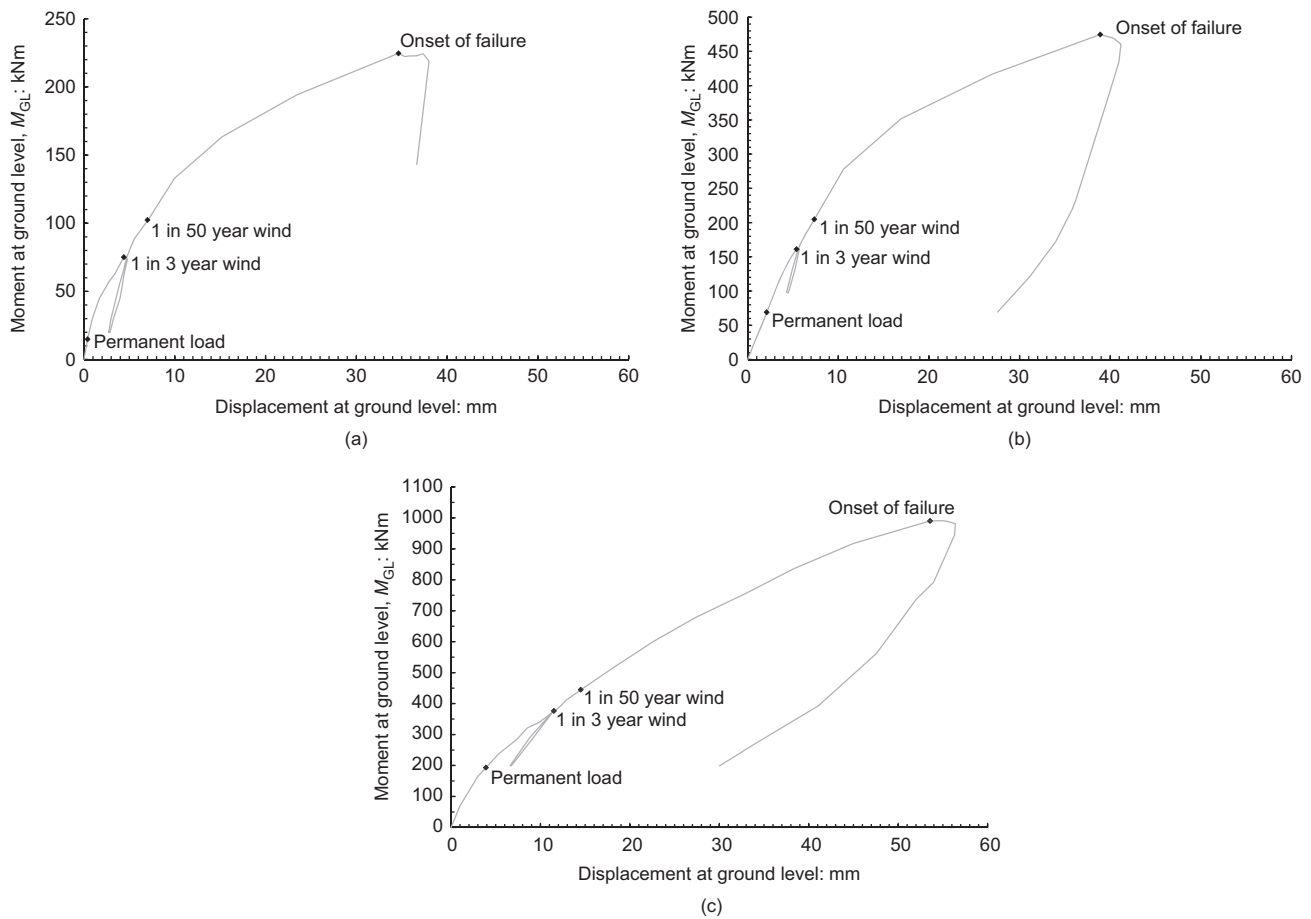 250
200
150
100
50
0
Moment at ground level, M_GL: kNm
Onset of failure
1 in 50 year wind
1 in 3 year wind
Permanent load
0 10 20 30 40 50 60
Displacement at ground level: mm
(a)
500
450
400
350
300
250
200
150
100
50
0
Moment at ground level, M_GL: kNm
Onset of failure
1 in 50 year wind
1 in 3 year wind
Permanent load
0 10 20 30 40 50 60
Displacement at ground level: mm
(b)
1100
1000
900
800
700
600
500
400
300
200
100
0
Moment at ground level, M_GL: kNm
Onset of failure
1 in 50 year wind
1 in 3 year wind
Permanent load
0 10 20 30 40 50 60
Displacement at ground level: mm
(c)